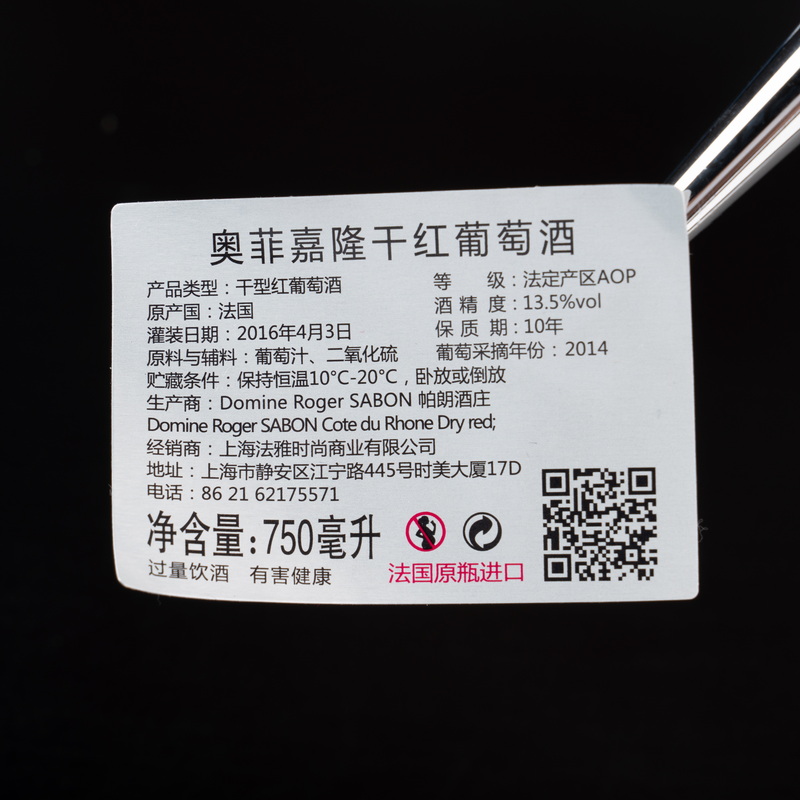 奥菲嘉隆干红葡萄酒
产品类型：干型红葡萄酒 等 级：法定产区AOP
原产国：法国 酒 精 度：13.5%vol
灌装日期：2016年4月3日 保 质 期：10年
原料与辅料：葡萄汁、二氧化硫 葡萄采摘年份：2014
贮藏条件：保持恒温10°C-20°C，卧放或倒放
生产商：Domine Roger SABON 帕朗酒庄
Domine Roger SABON Cote du Rhone Dry red;
经销商：上海法雅时尚商业有限公司
地址：上海市静安区江宁路445号时美大厦17D
电话：86 21 62175571
净含量:750毫升
过量饮酒 有害健康 法国原瓶进口